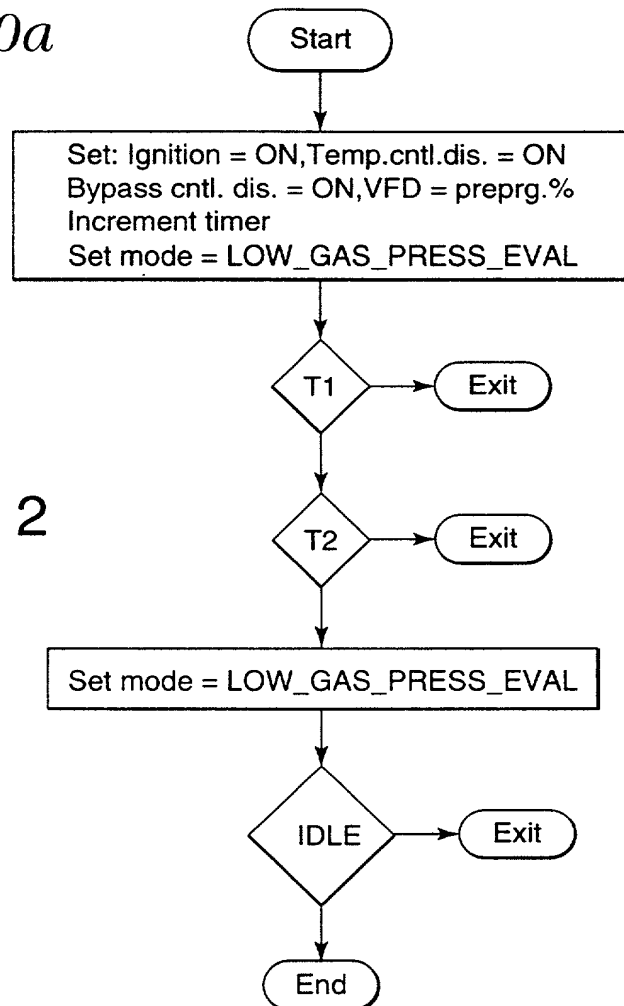 0a
Start
Set: Ignition = ON,Temp.cntl.dis. = ON
Bypass cntl. dis. = ON,VFD = preprg.%
Increment timer
Set mode = LOW_GAS_PRESS_EVAL
T1
Exit
2
T2
Exit
Set mode = LOW_GAS_PRESS_EVAL
IDLE
Exit
End